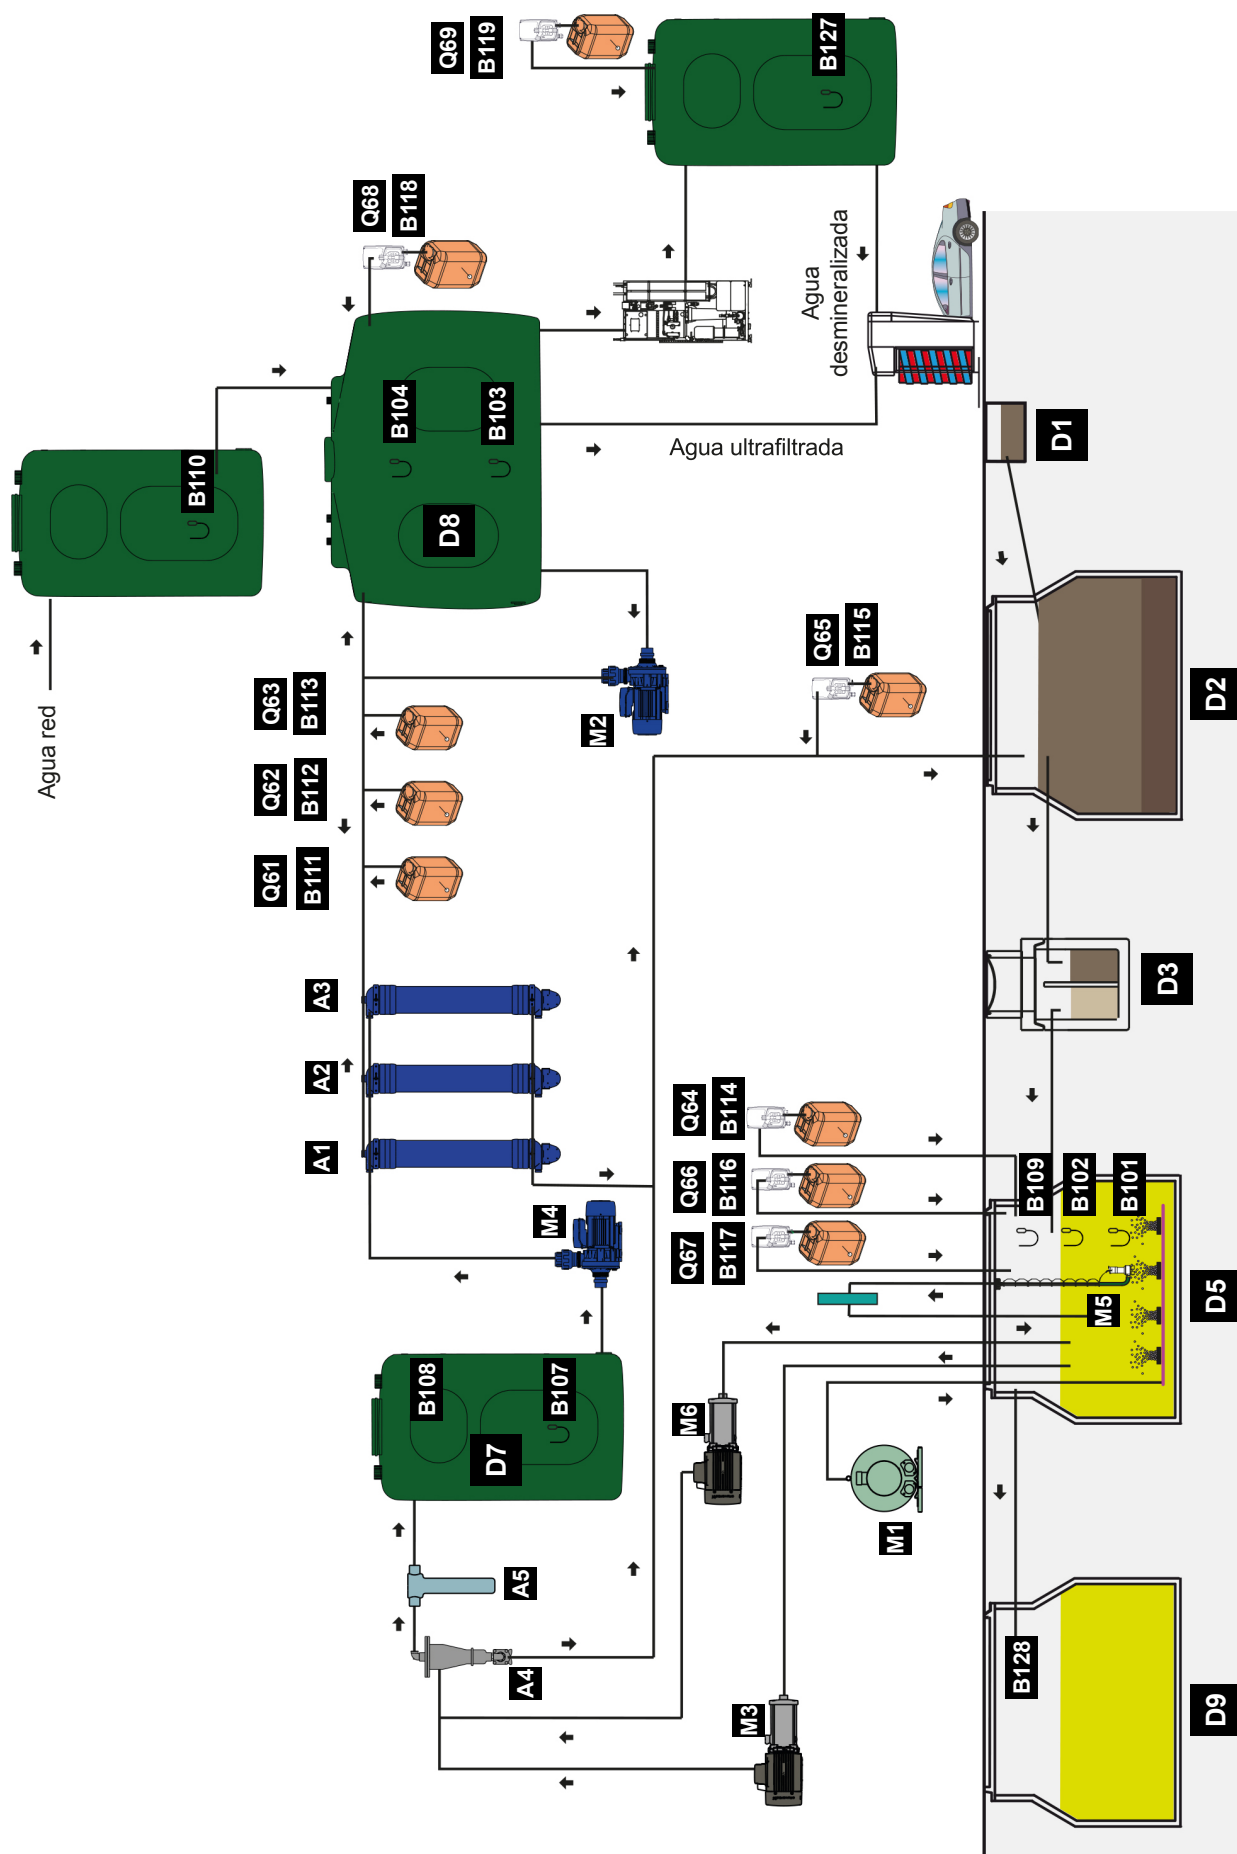 Q69
B119
B127
Q68
B118
B104
B103
D8
B110
Agua red
Agua
desmineralizada
Agua ultrafiltrada
D1
Q63
B113
Q62
B112
Q61
B111
M2
Q65
B115
D2
A3
A2
A1
M4
D3
Q64
B114
Q66
B116
Q67
B117
B109
B102
B101
M5
D5
B108
B107
D7
M6
M1
A5
A4
M3
B128
D9